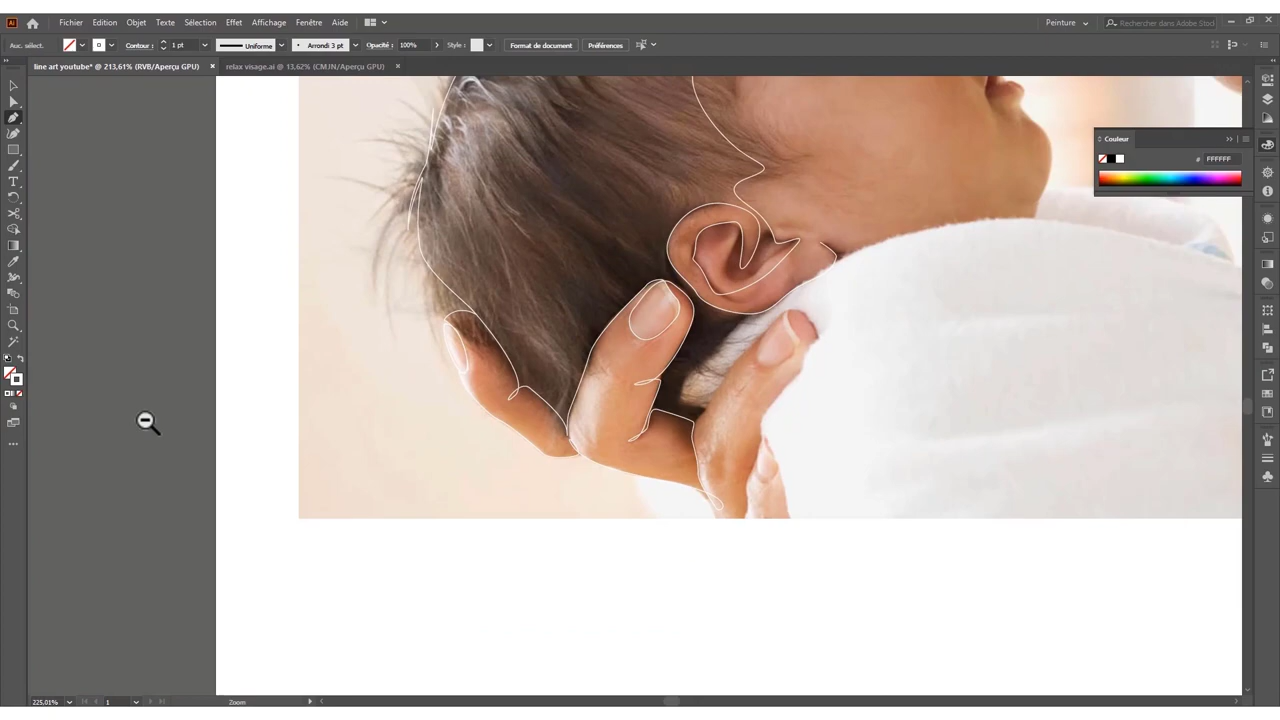 Ai Fichier Edition Objet Texte Sélection Effet Affichage Fenêtre Aide Peinture Rechercher dans Adobe Stock
Auc. sélect. Contour : 1 pt Uniforme Arrondi 3 pt Opacité : 100% Style : Format de document Préférences
line art youtube* @ 213,61% (RVB/Aperçu GPU) × relax visage.ai @ 13,62% (CMJN/Aperçu GPU) ×
Couleur
# FFFFFF
225,01% 1 Zoom